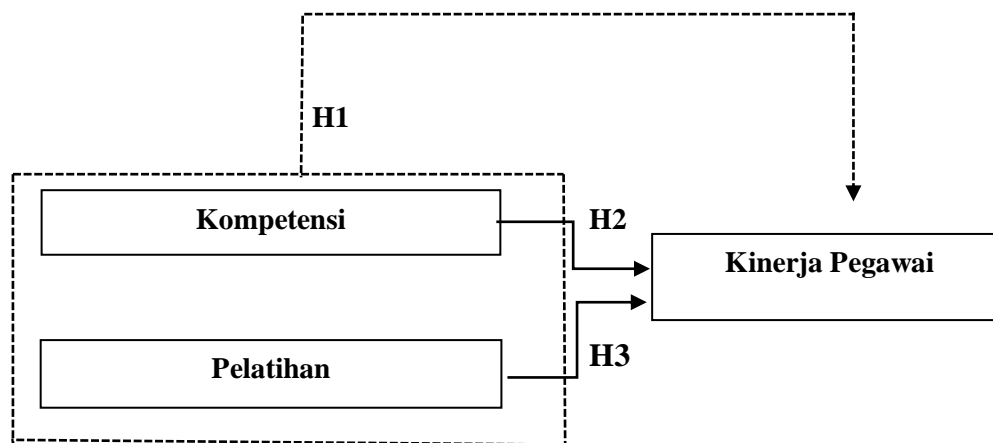 H1
Kompetensi
H2
Kinerja Pegawai
Pelatihan
H3